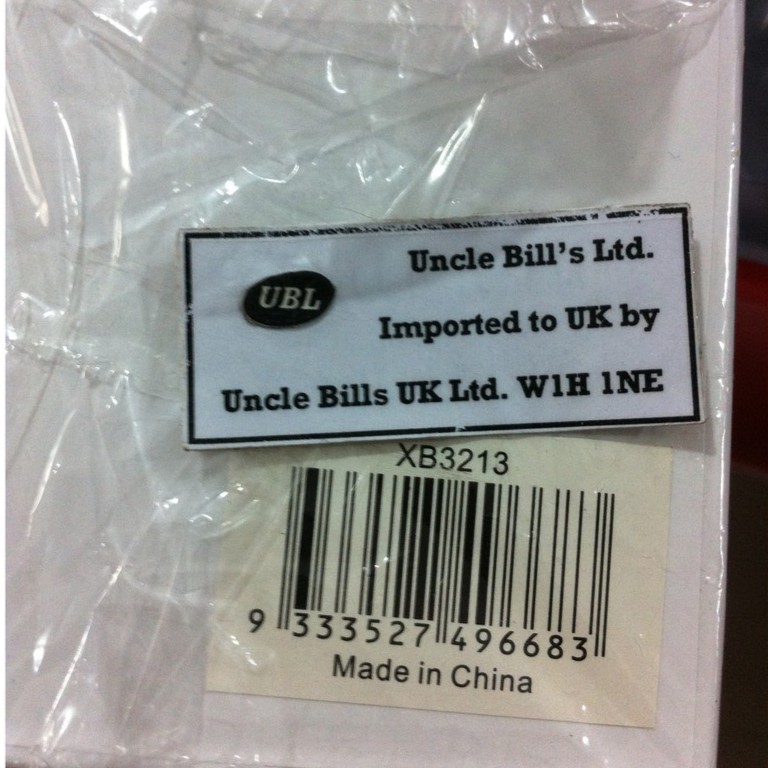 Uncle Bill's Ltd.
UBL
Imported to UK by
Uncle Bills UK Ltd. W1H 1NE
XB3213
9 333527 496683
Made in China